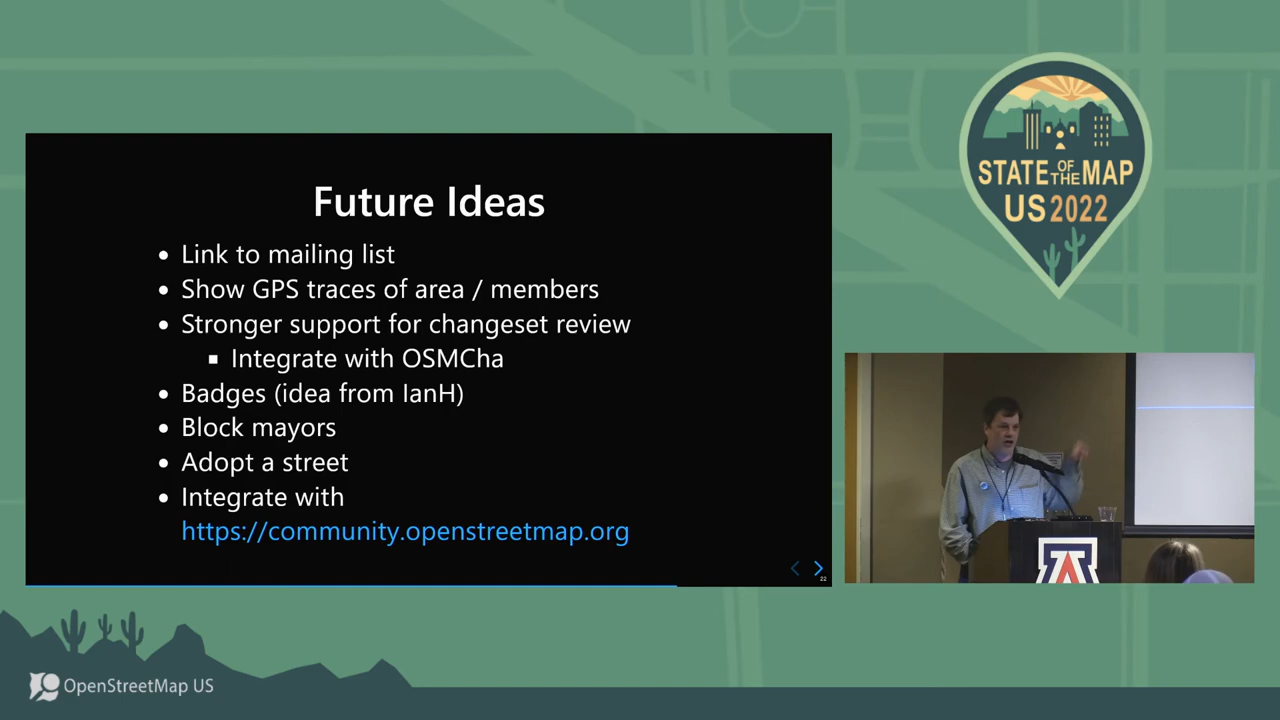 Future Ideas
• Link to mailing list
• Show GPS traces of area / members
• Stronger support for changeset review
▪ Integrate with OSMCha
• Badges (idea from IanH)
• Block mayors
• Adopt a street
• Integrate with
https://community.openstreetmap.org
22
STATE OF THE MAP
US 2022
A
OpenStreetMap US